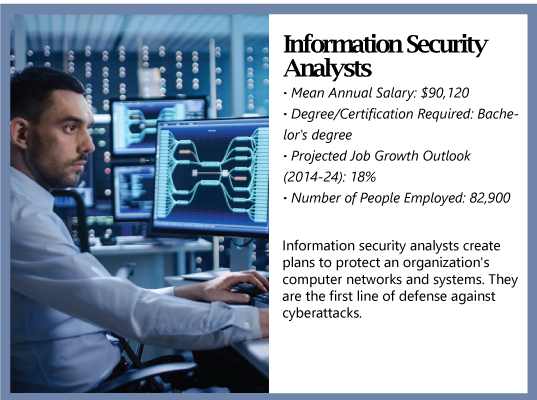 Information Security
Analysts
· Mean Annual Salary: $90,120
· Degree/Certification Required: Bache-
lor's degree
· Projected Job Growth Outlook
(2014-24): 18%
· Number of People Employed: 82,900
Information security analysts create
plans to protect an organization's
computer networks and systems. They
are the first line of defense against
cyberattacks.